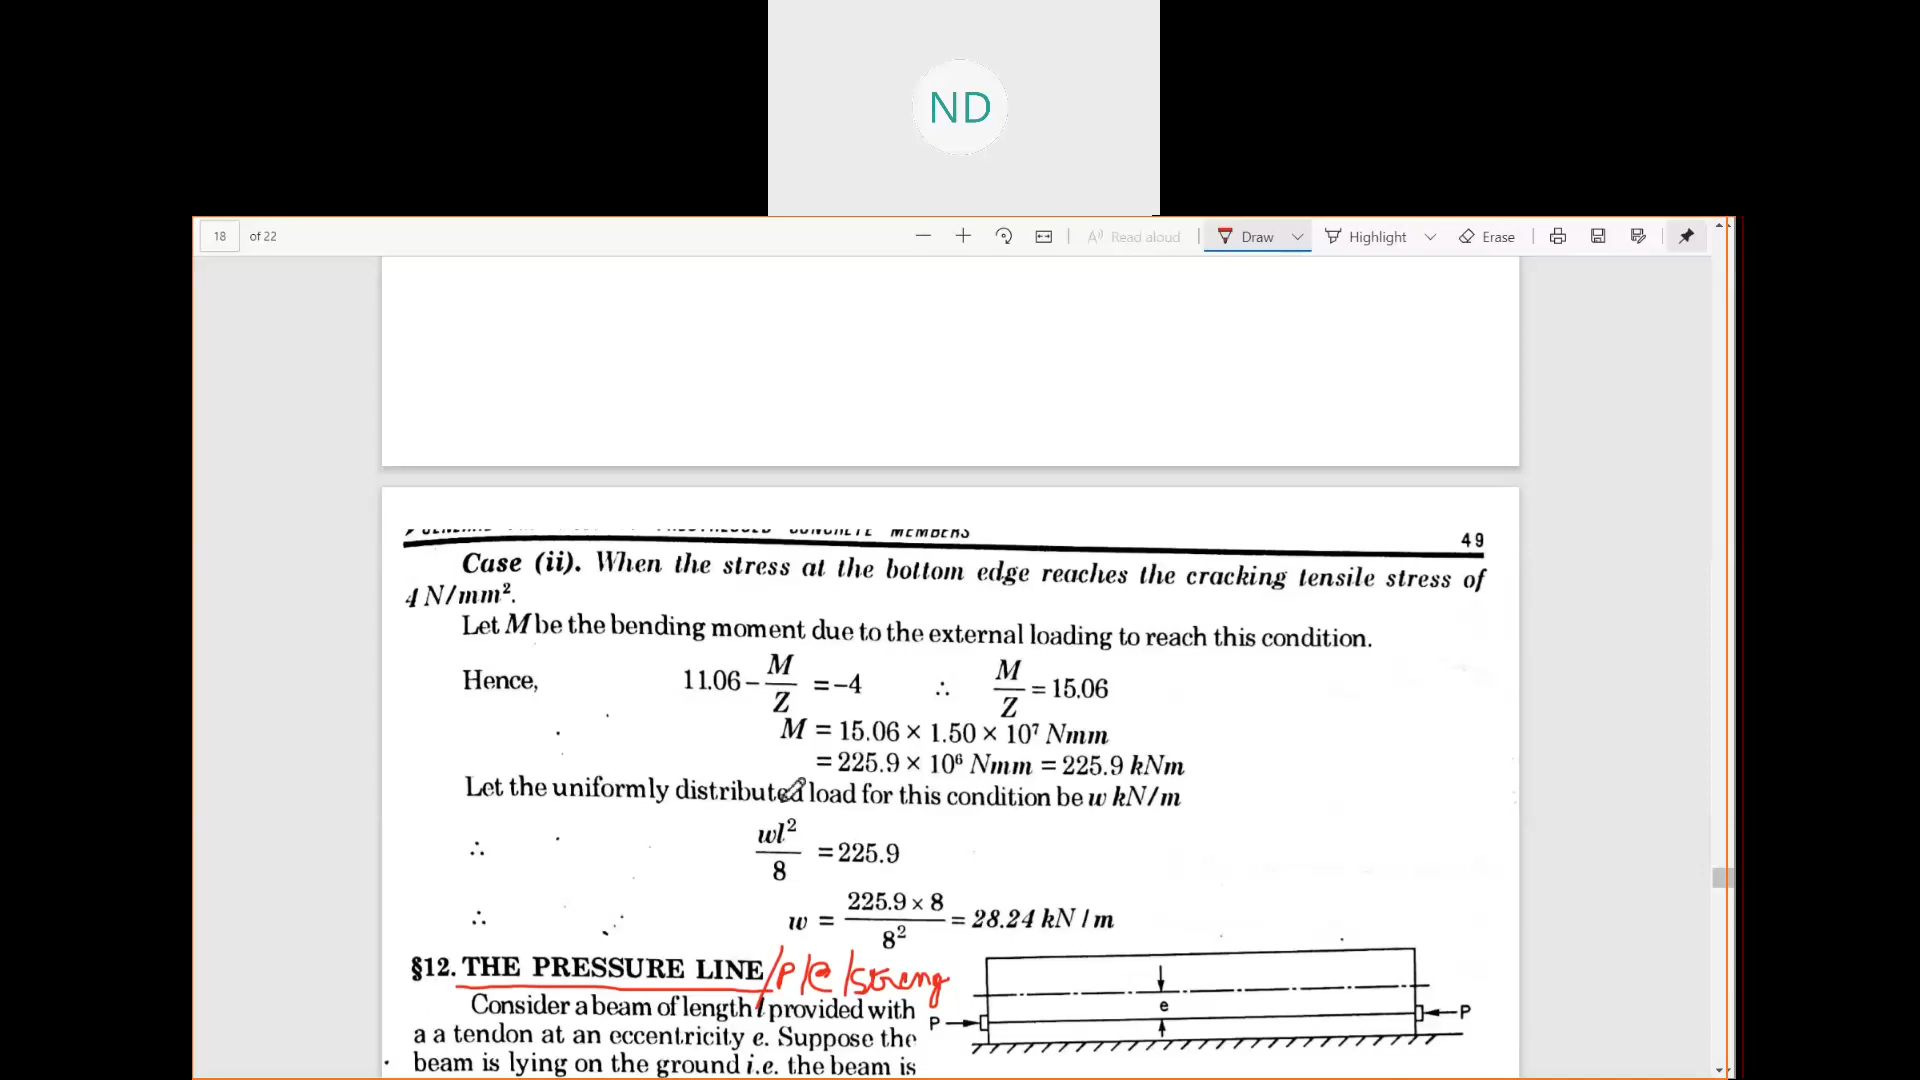 ND
18 of 22 Read aloud Draw Highlight Erase
CONCRETE MEMBERS 49
Case (ii). When the stress at the bottom edge reaches the cracking tensile stress of
4 N/mm².
Let M be the bending moment due to the external loading to reach this condition.
Hence, 11.06 – M/Z = –4 ∴ M/Z = 15.06
M = 15.06 × 1.50 × 10⁷ Nmm
= 225.9 × 10⁶ Nmm = 225.9 kNm
Let the uniformly distributed load for this condition be w kN/m
∴ wl²/8 = 225.9
∴ w = 225.9 × 8 / 8² = 28.24 kN/m
§12. THE PRESSURE LINE /P/C/Streng
Consider a beam of length l provided with
a a tendon at an eccentricity e. Suppose the
beam is lying on the ground i.e. the beam is
e
P P